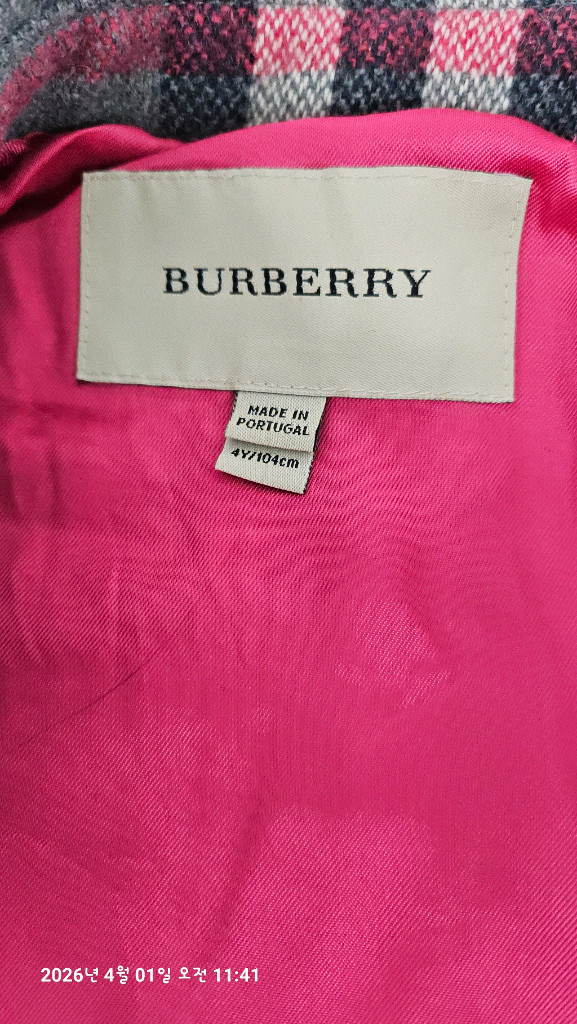 BURBERRY
MADE IN
PORTUGAL
4Y/104cm
2026년 4월 01일 오전 11:41